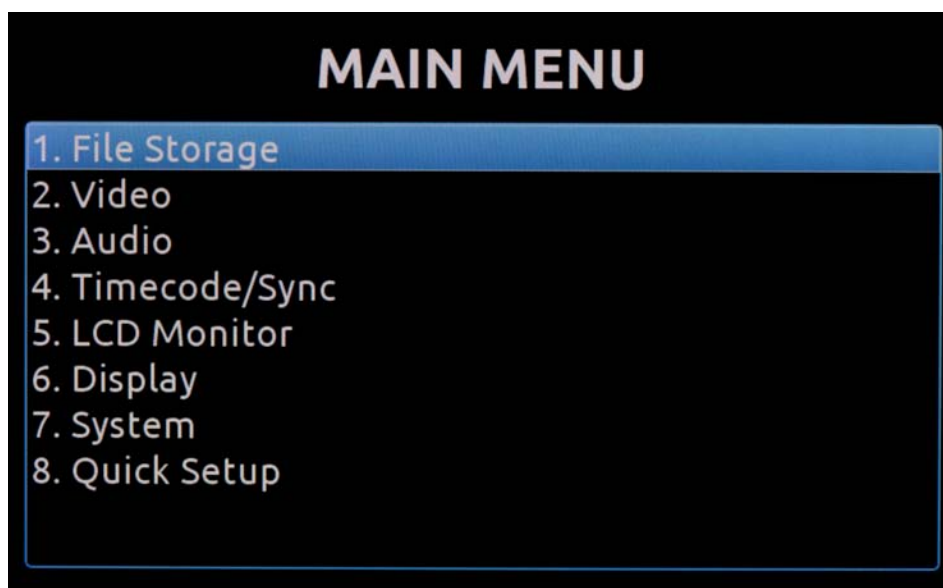 MAIN MENU
1. File Storage
2. Video
3. Audio
4. Timecode/Sync
5. LCD Monitor
6. Display
7. System
8. Quick Setup